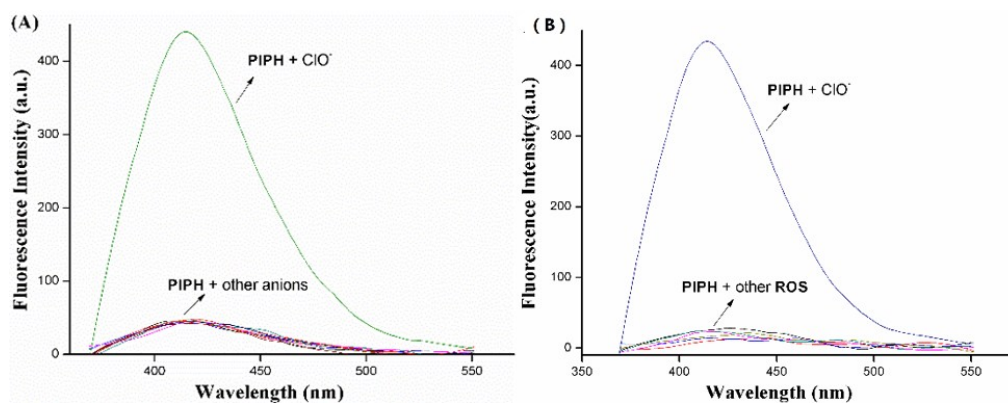 (A)
400
300
200
100
0
400
450
500
550
Fluorescence Intensity (a.u.)
Wavelength (nm)
PIPH + ClO⁻
PIPH + other anions
(B)
400
300
200
100
0
350
400
450
500
550
Fluorescence Intensity(a.u.)
Wavelength (nm)
PIPH + ClO⁻
PIPH + other ROS